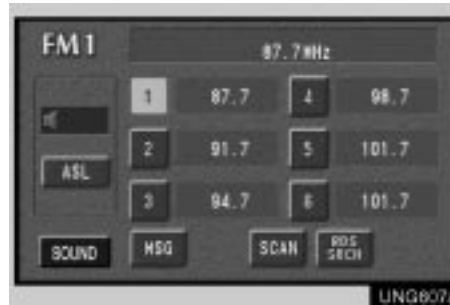 FM1
87.7MHz
1 87.7 4 98.7
2 91.7 5 101.7
ASL
3 94.7 6 101.7
SOUND MSG SCAN RDS SRCH
UNG607